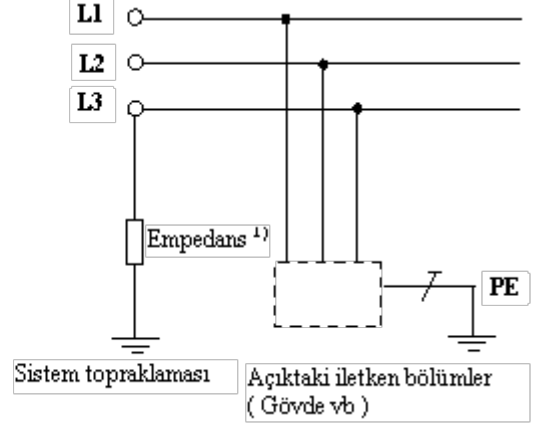 L1
L2
L3
Empedans ¹⁾
PE
Sistem topraklaması
Açıktaki iletken bölümler
( Gövde vb )